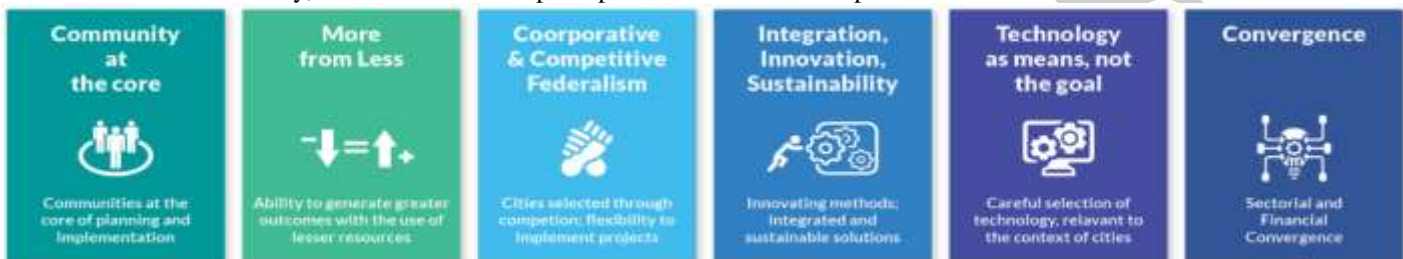 Community
at
the core
Communities at the
core of planning and
Implementation
More
from Less
Ability to generate greater
outcomes with the use of
lesser resources
Coorporative
& Competitive
Federalism
Cities selected through
competion; flexibility to
implement projects
Integration,
Innovation,
Sustainability
Innovating methods;
integrated and
sustainable solutions
Technology
as means, not
the goal
Careful selection of
technology, relavant to
the context of cities
Convergence
Sectorial and
Financial
Convergence